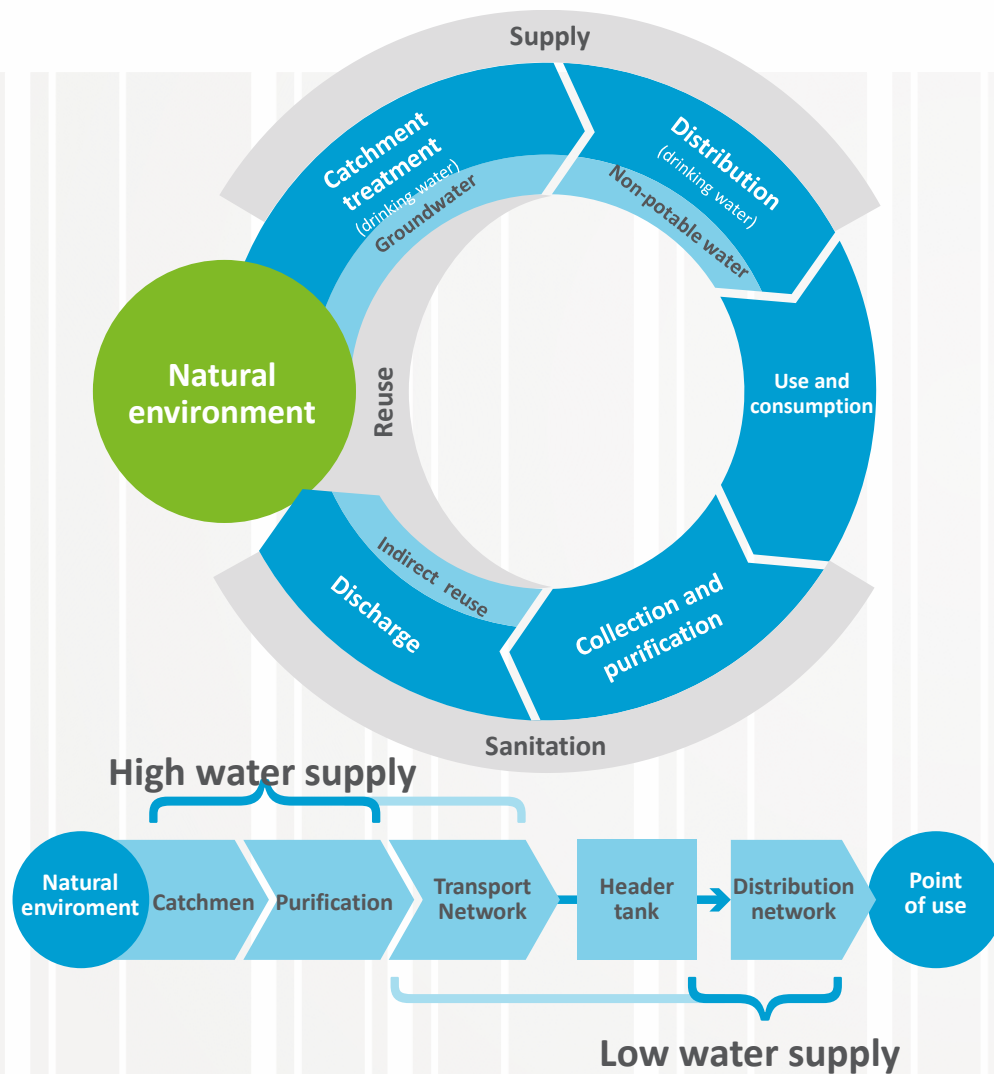 Supply
Catchment
treatment
(drinking water)
Groundwater
Distribution
(drinking water)
Non-potable water
Natural
environment
Reuse
Use and
consumption
Indirect reuse
Discharge
Collection and
purification
Sanitation
High water supply
Natural
enviroment
Catchmen
Purification
Transport
Network
Header
tank
Distribution
network
Point
of use
Low water supply